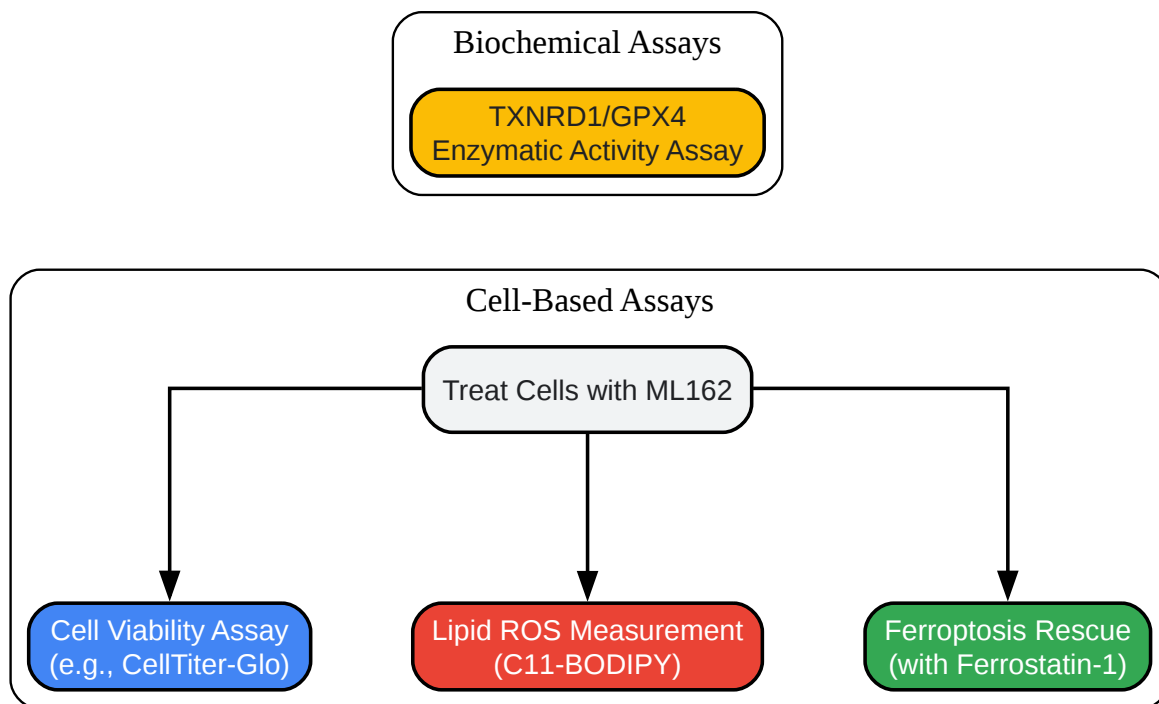 Biochemical Assays
TXNRD1/GPX4
Enzymatic Activity Assay
Cell-Based Assays
Treat Cells with ML162
Cell Viability Assay
(e.g., CellTiter-Glo)
Lipid ROS Measurement
(C11-BODIPY)
Ferroptosis Rescue
(with Ferrostatin-1)